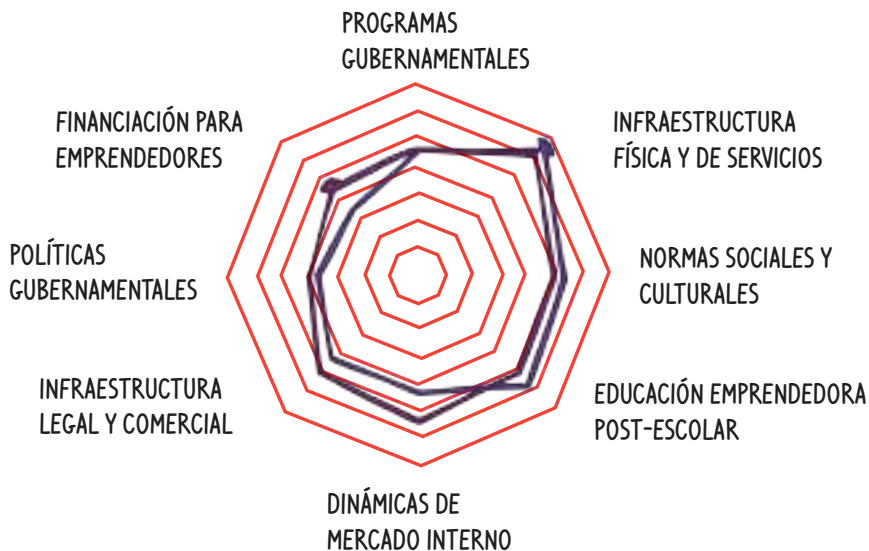 PROGRAMAS
GUBERNAMENTALES
FINANCIACIÓN PARA
EMPRENDEDORES
INFRAESTRUCTURA
FÍSICA Y DE SERVICIOS
POLÍTICAS
GUBERNAMENTALES
NORMAS SOCIALES Y
CULTURALES
INFRAESTRUCTURA
LEGAL Y COMERCIAL
EDUCACIÓN EMPRENDEDORA
POST-ESCOLAR
DINÁMICAS DE
MERCADO INTERNO